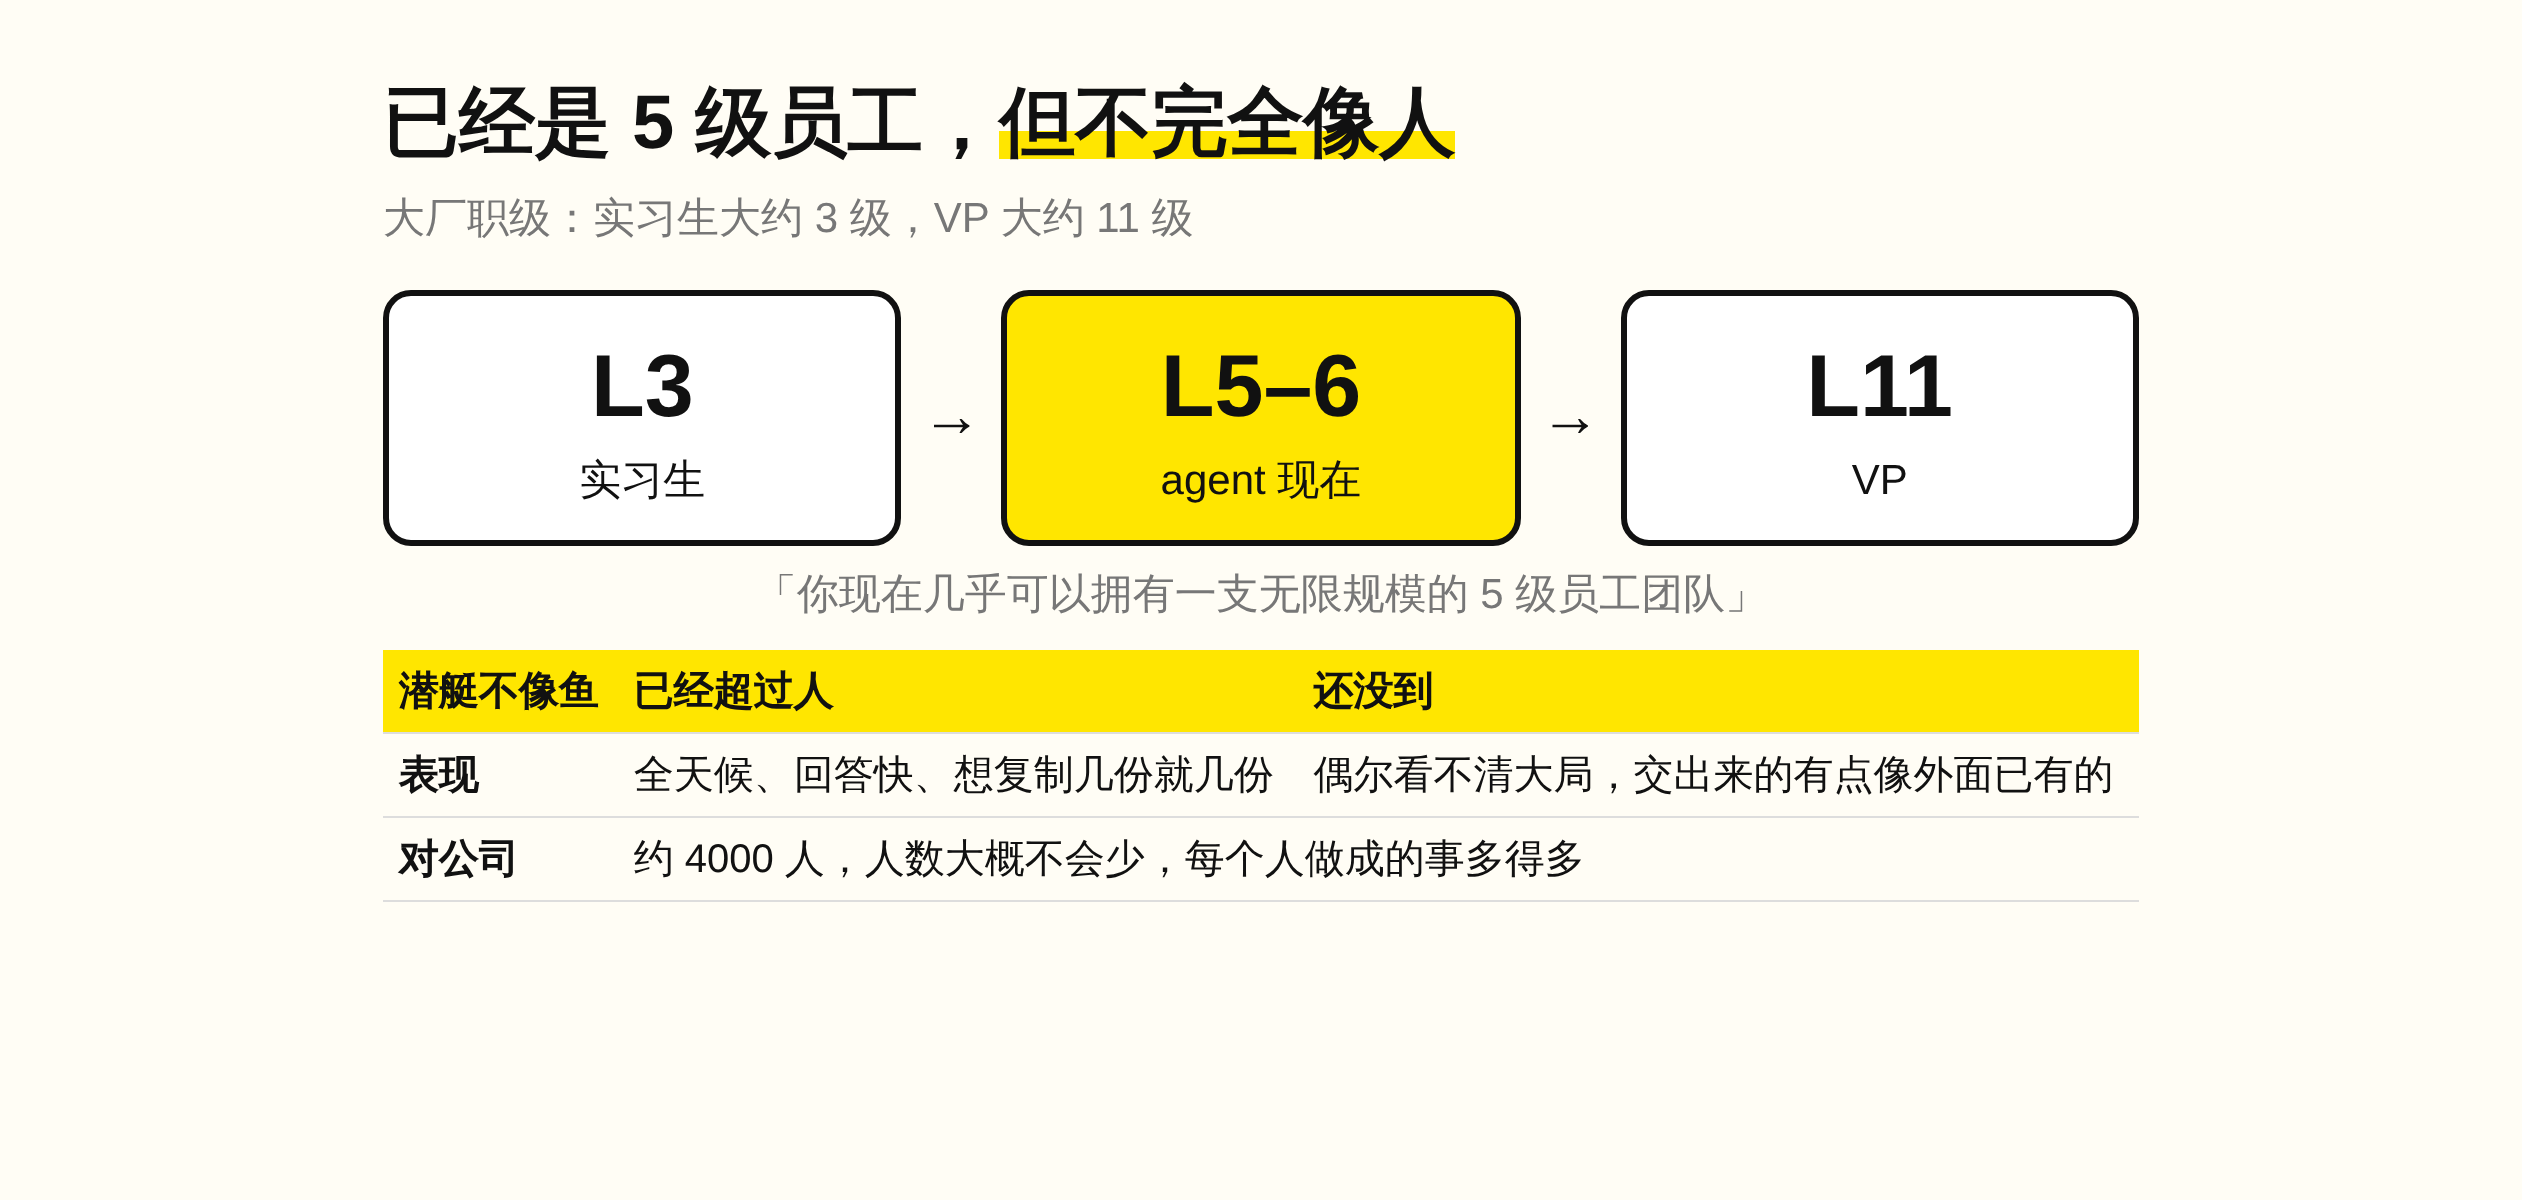 已经是 5 级员工，但不完全像人
大厂职级：实习生大约 3 级，VP 大约 11 级
L3
实习生
→
L5–6
agent 现在
→
L11
VP
「你现在几乎可以拥有一支无限规模的 5 级员工团队」
潜艇不像鱼 已经超过人 还没到
表现 全天候、回答快、想复制几份就几份 偶尔看不清大局，交出来的有点像外面已有的
对公司 约 4000 人，人数大概不会少，每个人做成的事多得多